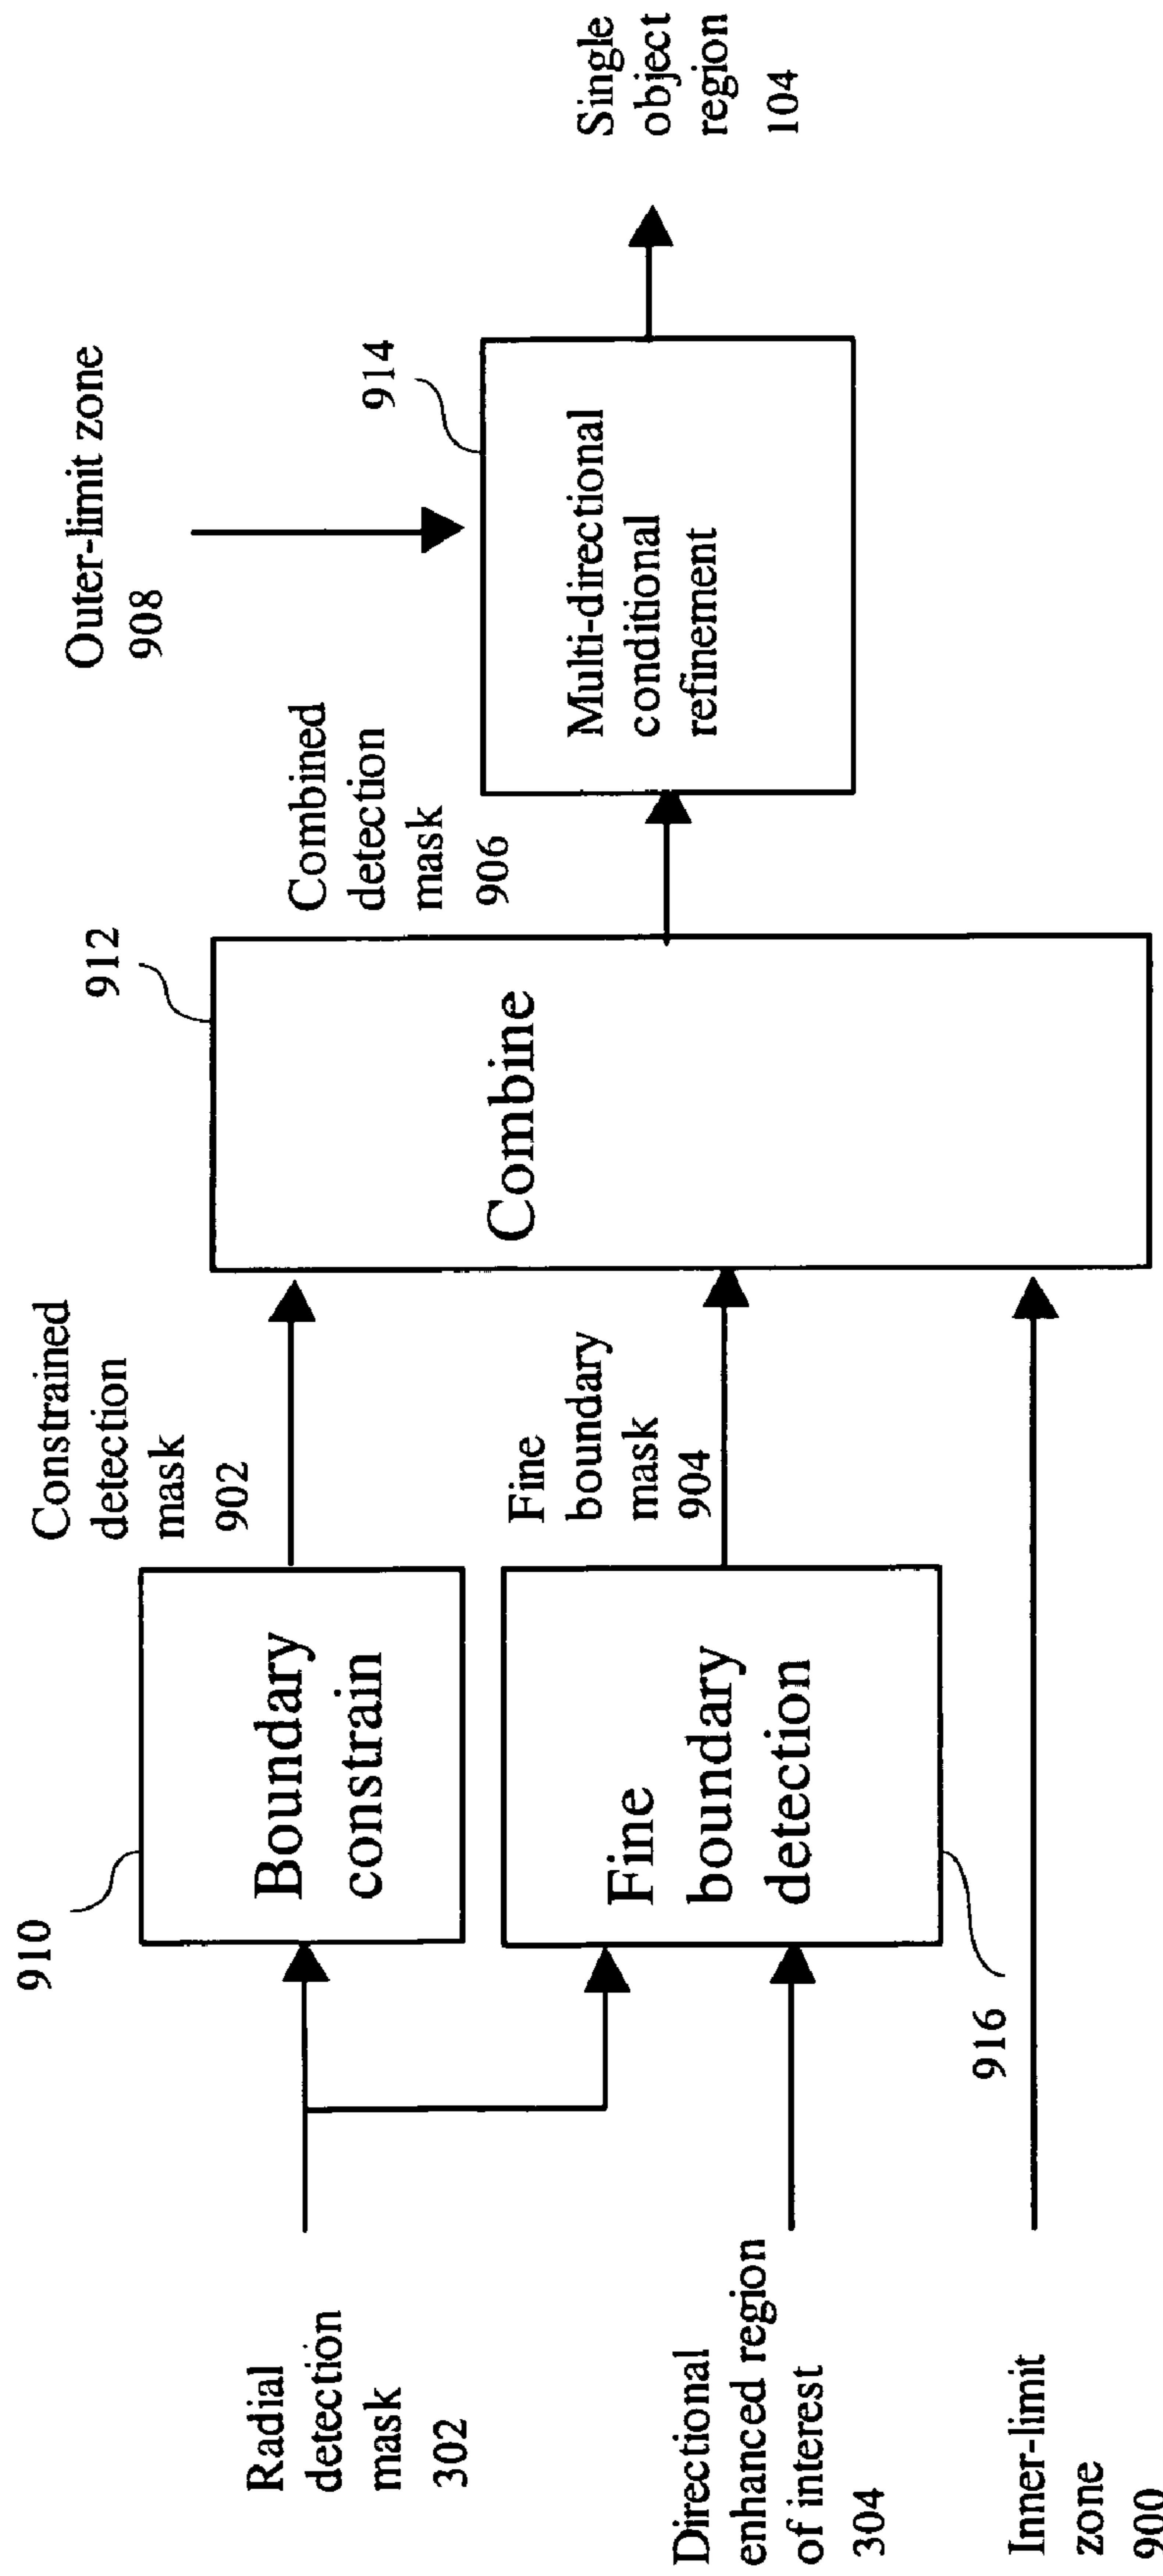 Radial
detection
mask
302
Directional
enhanced region
of interest
304
Inner-limit
zone
900
910
Boundary
constrain
Fine
boundary
detection
916
Constrained
detection
mask
902
Fine
boundary
mask
904
912
Combine
Combined
detection
mask
906
Outer-limit zone
908
914
Multi-directional
conditional
refinement
Single
object
region
104